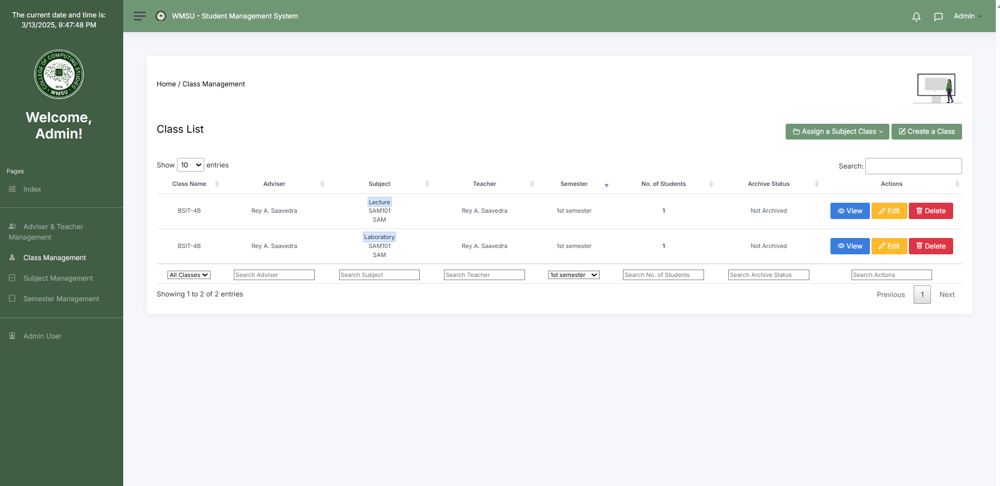 The current date and time is:
3/13/2025, 9:47:48 PM
COLLEGE OF COMPUTING STUDIES
2016
WMSU
Welcome,
Admin!
Pages
Index
Adviser & Teacher
Management
Class Management
Subject Management
Semester Management
Admin User
WMSU - Student Management System
Admin
Home / Class Management
Class List
Assign a Subject Class
Create a Class
Show 10 entries
Search:
Class Name Adviser Subject Teacher Semester No. of Students Archive Status Actions
Lecture
BSIT-4B Rey A. Saavedra SAM101 Rey A. Saavedra 1st semester 1 Not Archived View Edit Delete
SAM
Laboratory
BSIT-4B Rey A. Saavedra SAM101 Rey A. Saavedra 1st semester 1 Not Archived View Edit Delete
SAM
All Classes Search Adviser Search Subject Search Teacher 1st semester Search No. of Students Search Archive Status Search Actions
Showing 1 to 2 of 2 entries
Previous 1 Next